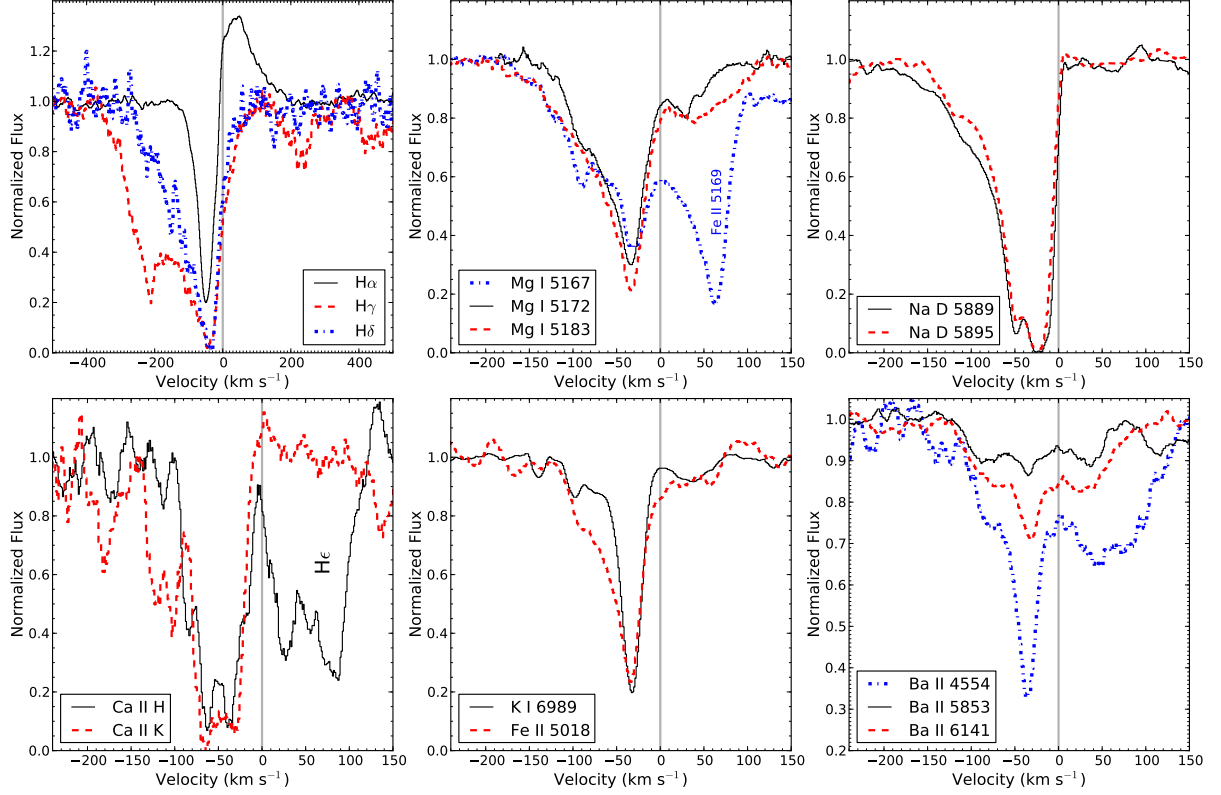 1.2
1.0
0.8
0.6
0.4
0.2
0.0
Normalized Flux
−400 −200 0 200 400
Velocity (km s⁻¹)
Hα
Hγ
Hδ
1.0
0.8
0.6
0.4
0.2
0.0
Normalized Flux
−200 −150 −100 −50 0 50 100 150
Velocity (km s⁻¹)
Fe II 5169
Mg I 5167
Mg I 5172
Mg I 5183
1.0
0.8
0.6
0.4
0.2
0.0
Normalized Flux
−200 −150 −100 −50 0 50 100 150
Velocity (km s⁻¹)
Na D 5889
Na D 5895
1.0
0.8
0.6
0.4
0.2
0.0
Normalized Flux
−200 −150 −100 −50 0 50 100 150
Velocity (km s⁻¹)
Hϵ
Ca II H
Ca II K
1.0
0.8
0.6
0.4
0.2
0.0
Normalized Flux
−200 −150 −100 −50 0 50 100 150
Velocity (km s⁻¹)
K I 6989
Fe II 5018
1.0
0.9
0.8
0.7
0.6
0.5
0.4
0.3
0.2
Normalized Flux
−200 −150 −100 −50 0 50 100 150
Velocity (km s⁻¹)
Ba II 4554
Ba II 5853
Ba II 6141